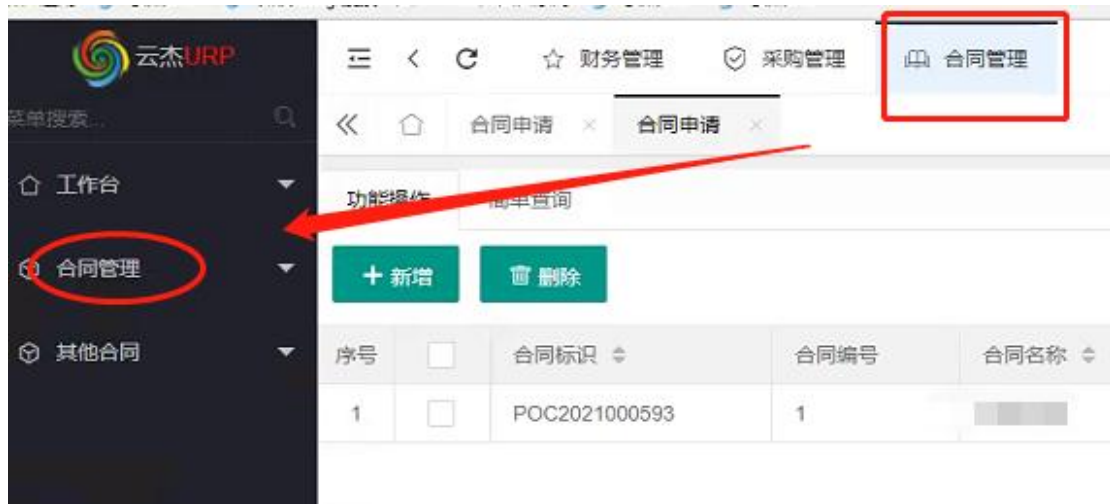 云杰URP
财务管理 采购管理 合同管理
菜单搜索...
合同申请 × 合同申请 ×
工作台
功能操作 简单查询
合同管理
+ 新增 删除
其他合同
序号 合同标识 合同编号 合同名称
1 POC2021000593 1